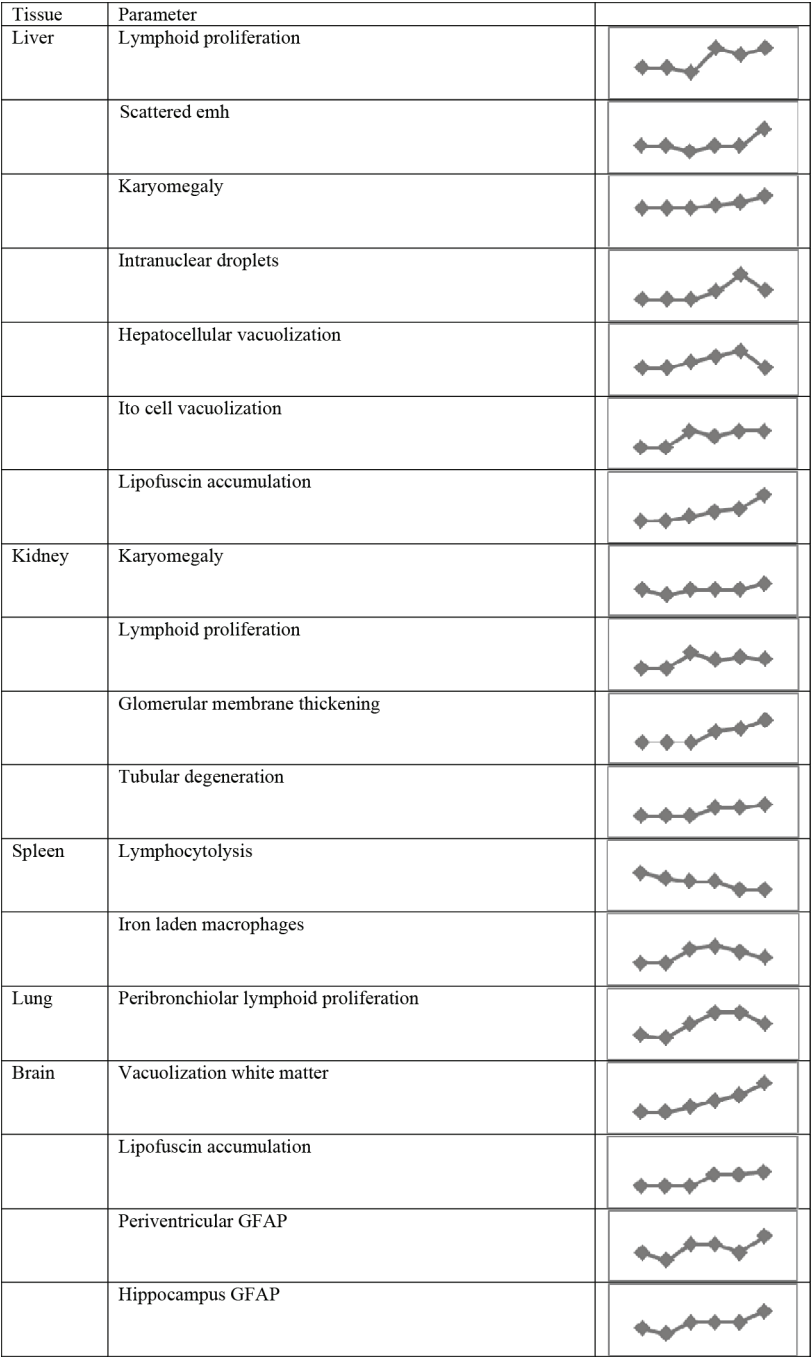 Tissue Parameter
Liver Lymphoid proliferation
Scattered emh
Karyomegaly
Intranuclear droplets
Hepatocellular vacuolization
Ito cell vacuolization
Lipofuscin accumulation
Kidney Karyomegaly
Lymphoid proliferation
Glomerular membrane thickening
Tubular degeneration
Spleen Lymphocytolysis
Iron laden macrophages
Lung Peribronchiolar lymphoid proliferation
Brain Vacuolization white matter
Lipofuscin accumulation
Periventricular GFAP
Hippocampus GFAP